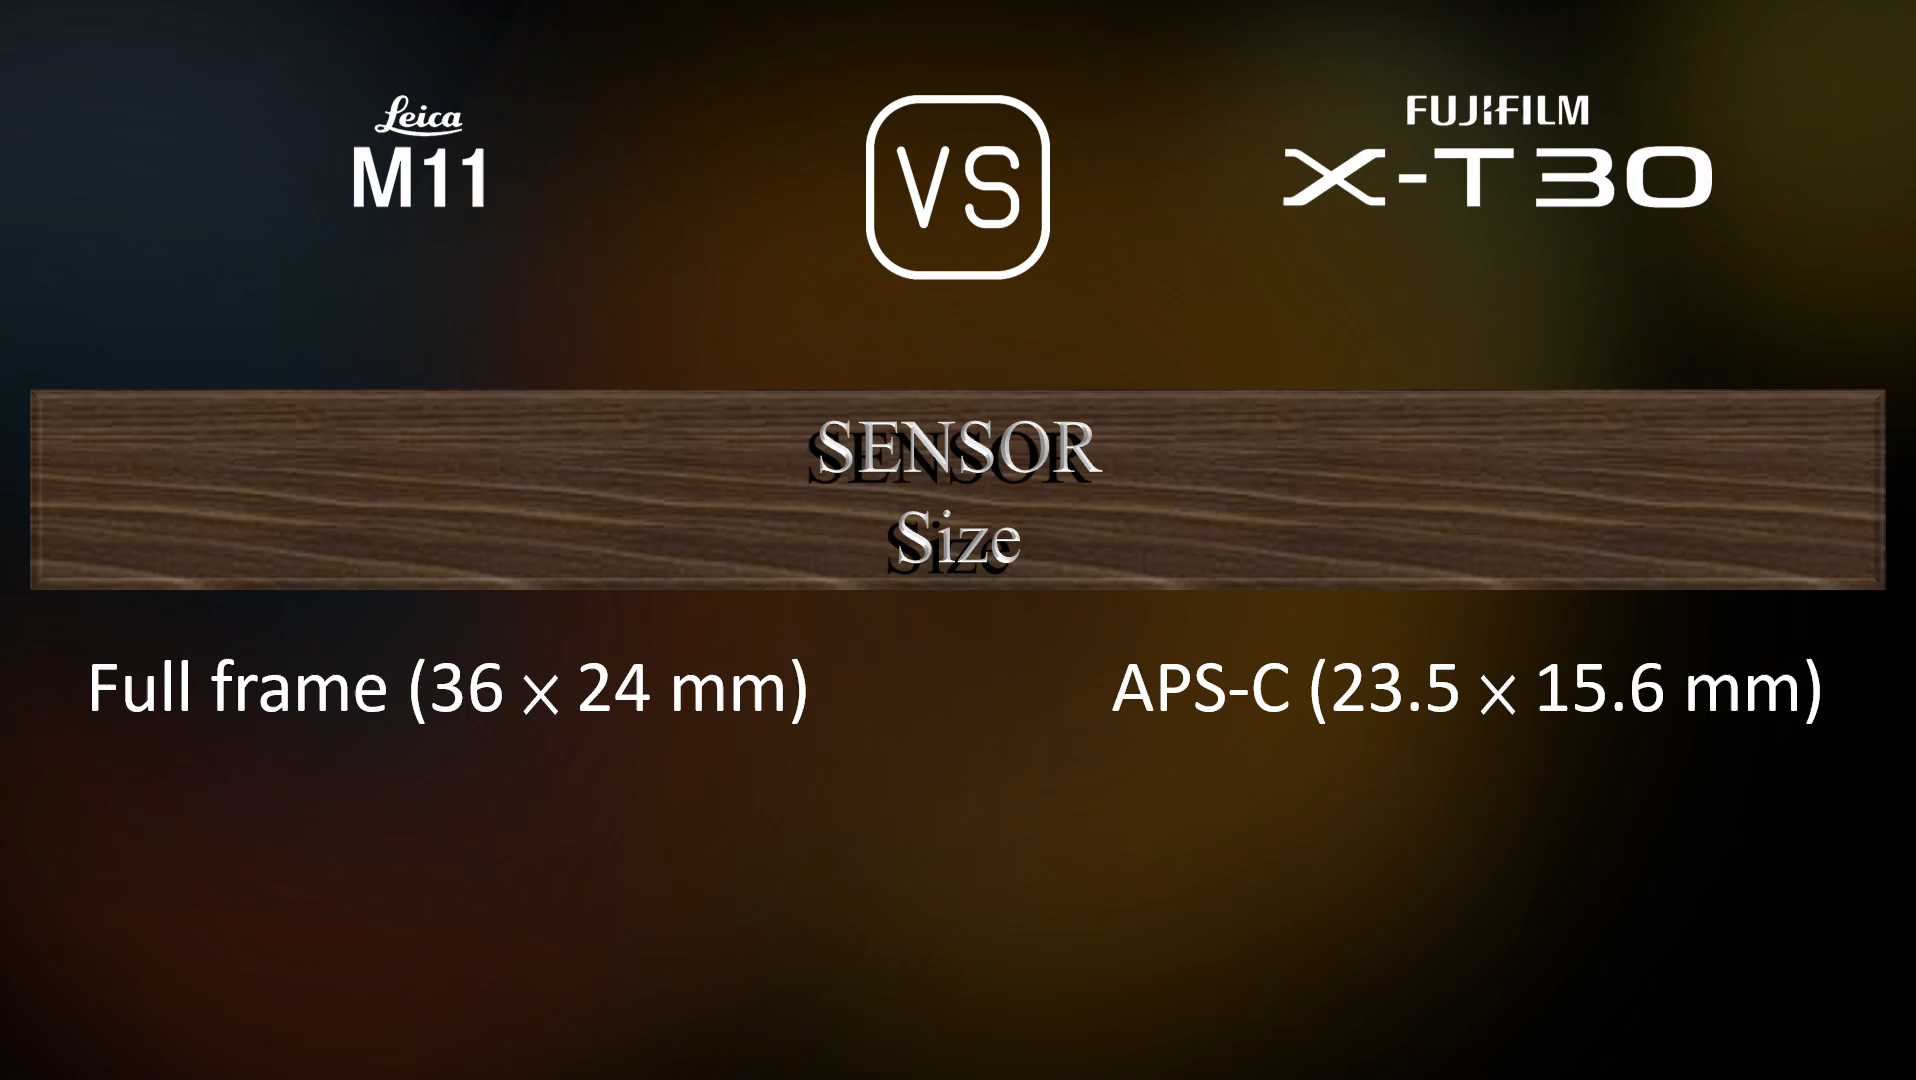 Leica
M11
VS
FUJIFILM
X-T30
SENSOR
Size
Full frame (36 x 24 mm)
APS-C (23.5 x 15.6 mm)